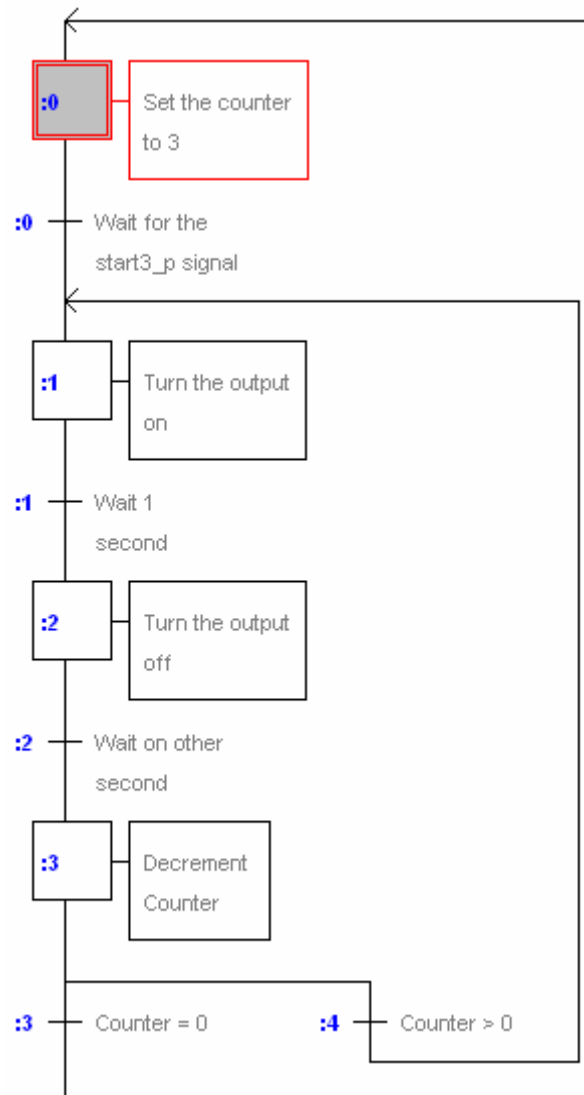 :0
Set the counter
to 3
:0
Wait for the
start3_p signal
:1
Turn the output
on
:1
Wait 1
second
:2
Turn the output
off
:2
Wait on other
second
:3
Decrement
Counter
:3
Counter = 0
:4
Counter > 0